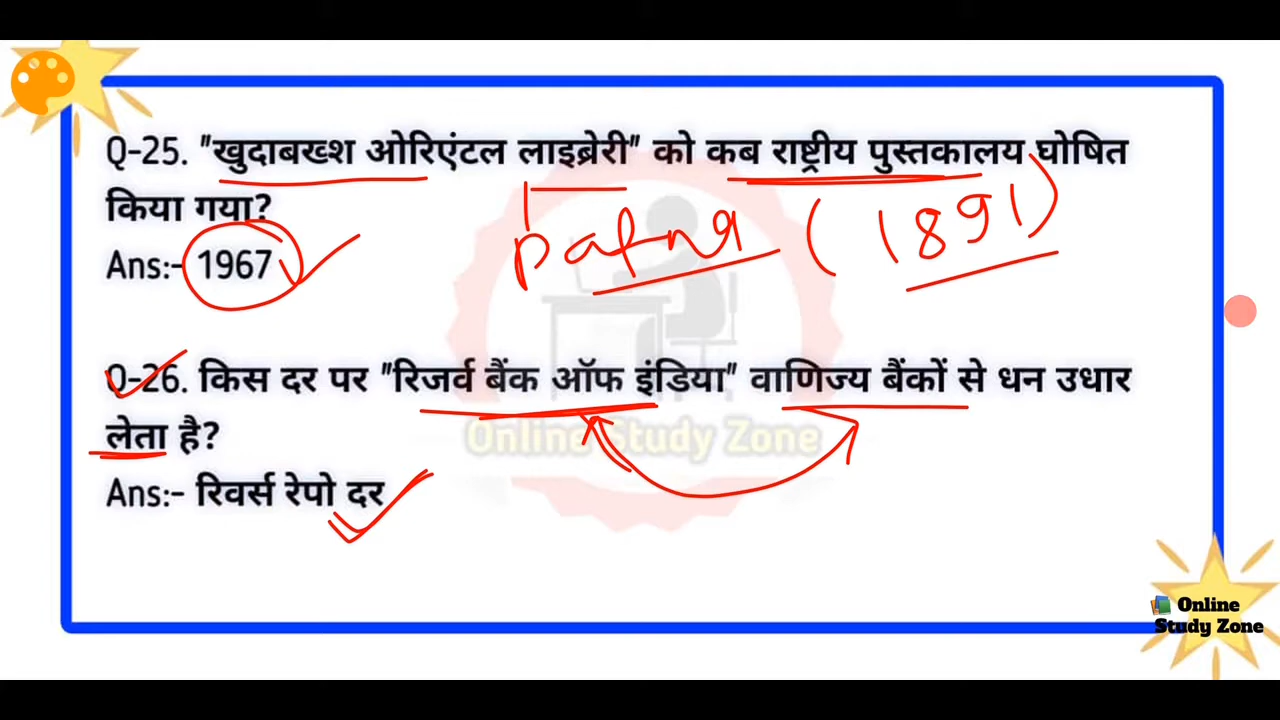 Q-25. "खुदाबख्श ओरिएंटल लाइब्रेरी" को कब राष्ट्रीय पुस्तकालय घोषित
किया गया?
Patna (1891)
Ans:- 1967
Q-26. किस दर पर "रिजर्व बैंक ऑफ इंडिया" वाणिज्य बैंकों से धन उधार
लेता है?
Online Study Zone
Ans:- रिवर्स रेपो दर
Online
Study Zone